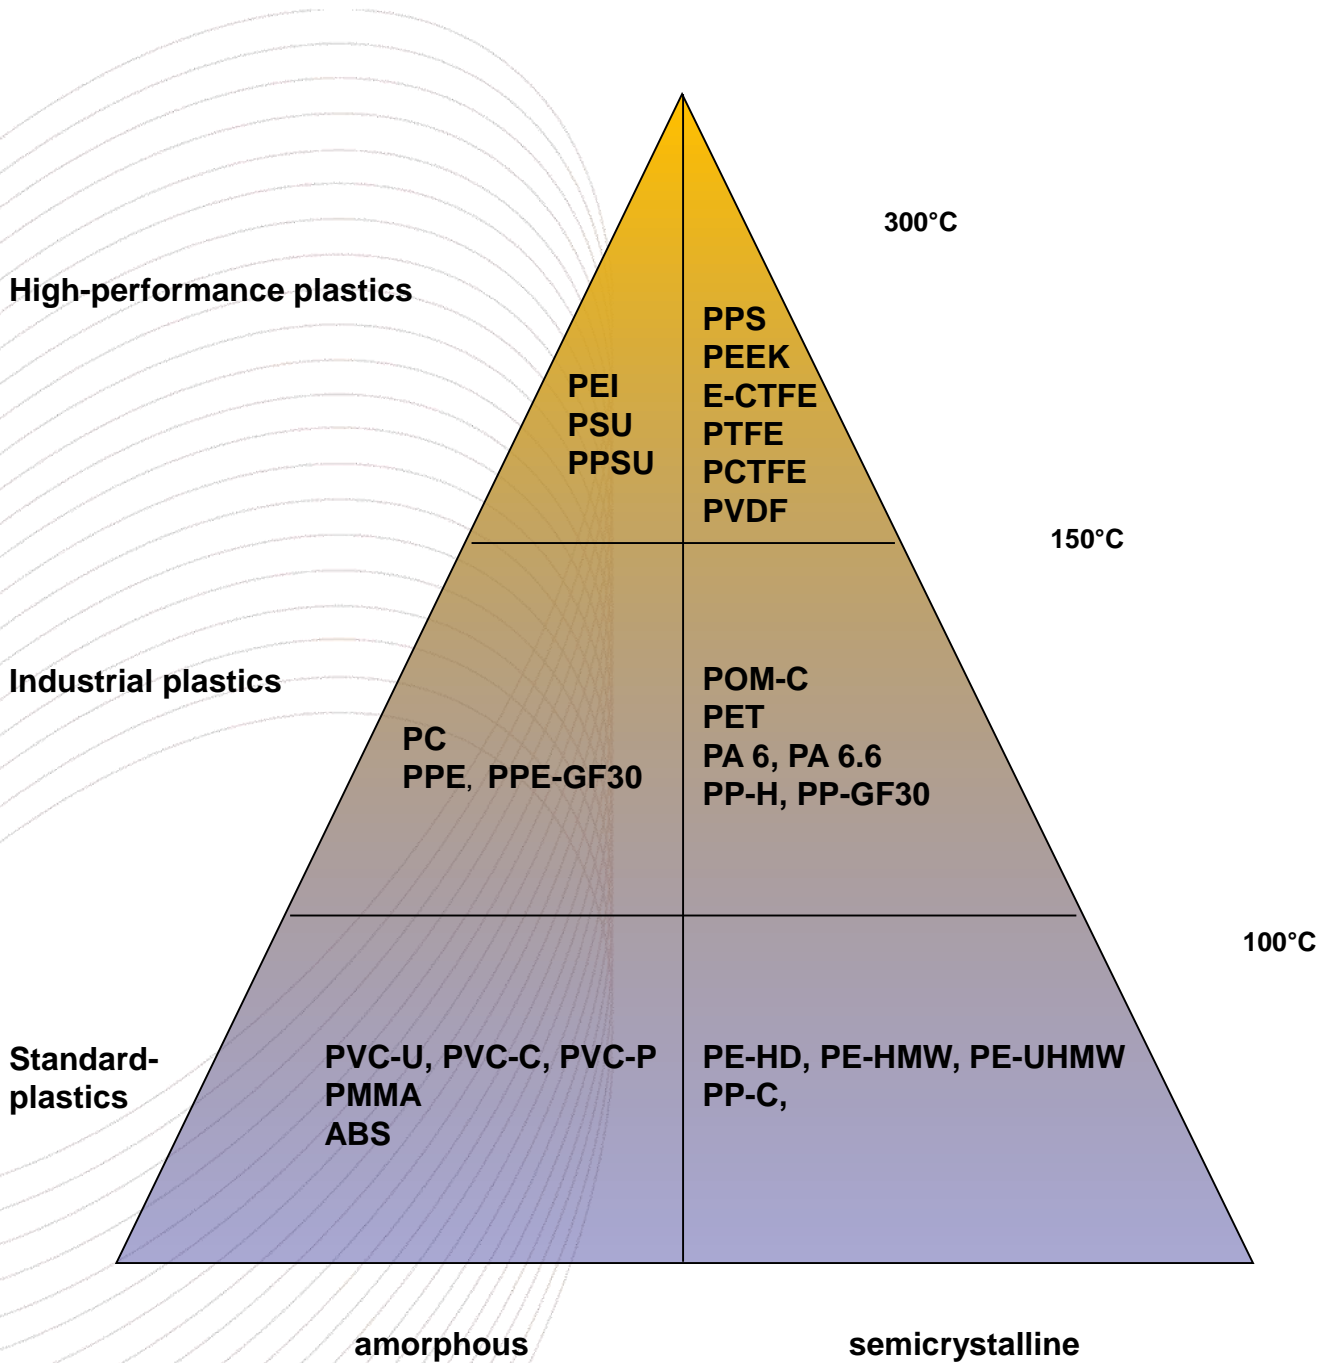 300°C
High-performance plastics
PEI
PSU
PPSU
PPS
PEEK
E-CTFE
PTFE
PCTFE
PVDF
150°C
Industrial plastics
PC
PPE, PPE-GF30
POM-C
PET
PA 6, PA 6.6
PP-H, PP-GF30
100°C
Standard-
plastics
PVC-U, PVC-C, PVC-P
PMMA
ABS
PE-HD, PE-HMW, PE-UHMW
PP-C,
amorphous
semicrystalline